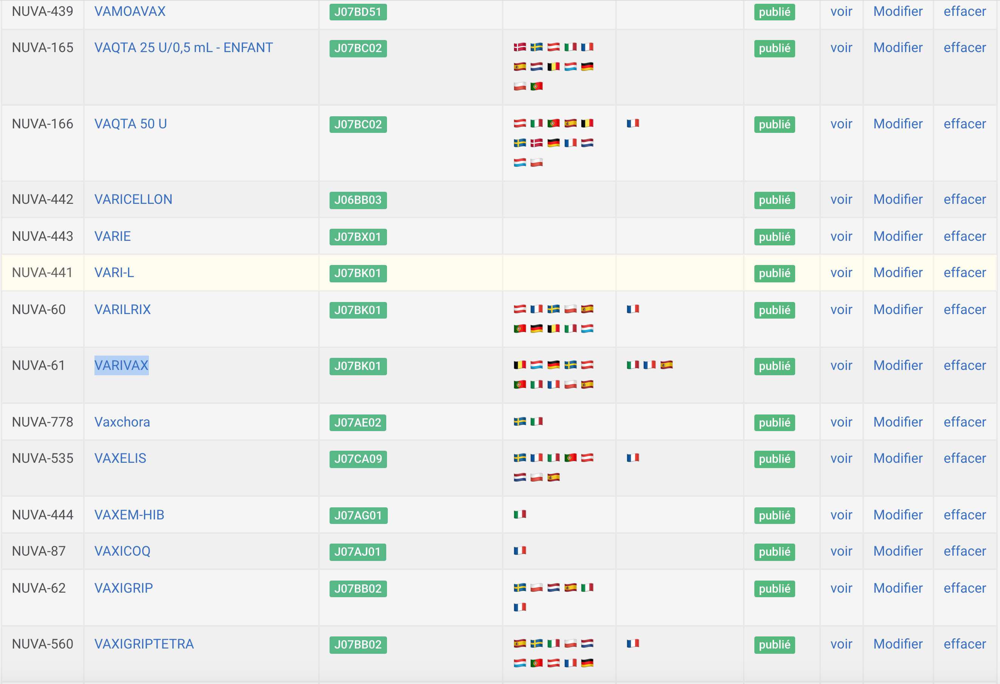 NUVA-439 VAMOAVAX J07BD51 publié voir Modifier effacer
NUVA-165 VAQTA 25 U/0,5 mL - ENFANT J07BC02 publié voir Modifier effacer
NUVA-166 VAQTA 50 U J07BC02 publié voir Modifier effacer
NUVA-442 VARICELLON J06BB03 publié voir Modifier effacer
NUVA-443 VARIE J07BX01 publié voir Modifier effacer
NUVA-441 VARI-L J07BK01 publié voir Modifier effacer
NUVA-60 VARILRIX J07BK01 publié voir Modifier effacer
NUVA-61 VARIVAX J07BK01 publié voir Modifier effacer
NUVA-778 Vaxchora J07AE02 publié voir Modifier effacer
NUVA-535 VAXELIS J07CA09 publié voir Modifier effacer
NUVA-444 VAXEM-HIB J07AG01 publié voir Modifier effacer
NUVA-87 VAXICOQ J07AJ01 publié voir Modifier effacer
NUVA-62 VAXIGRIP J07BB02 publié voir Modifier effacer
NUVA-560 VAXIGRIPTETRA J07BB02 publié voir Modifier effacer